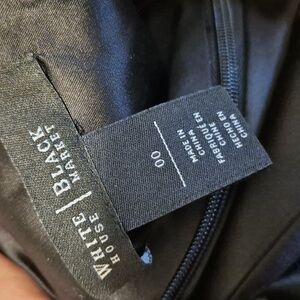 WHITE | BLACK
HOUSE | MARKET
00
MADE IN
CHINA
FABRIQUÉ EN
CHINE
HECHO EN
CHINA